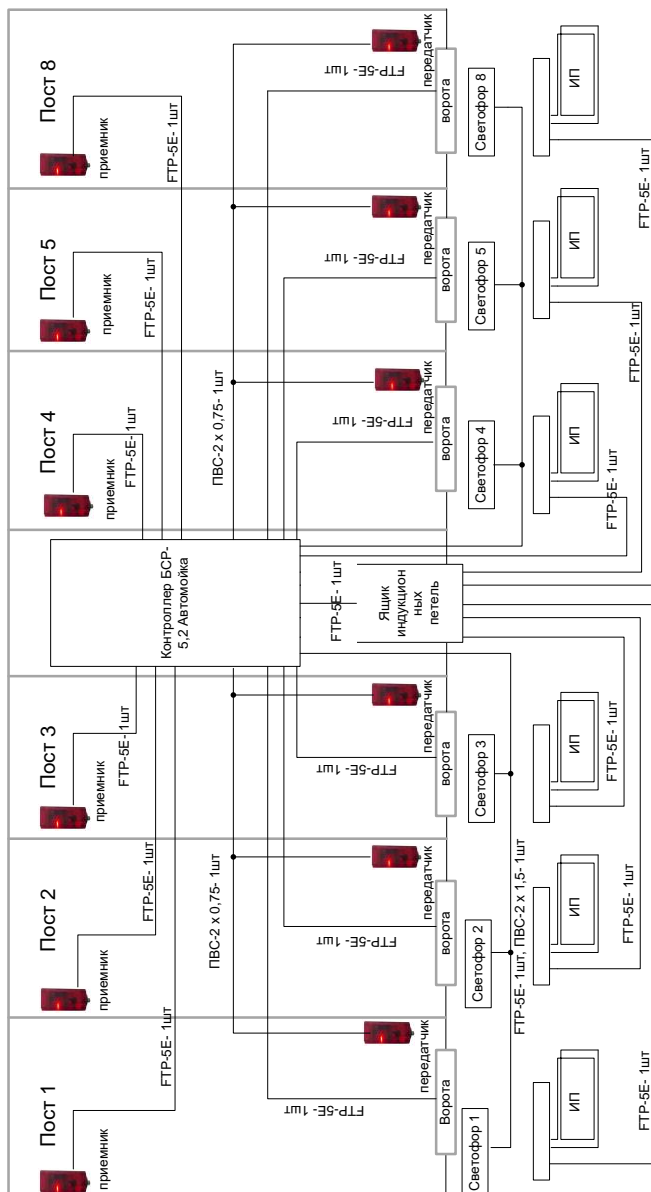 Пост 1
Пост 2
Пост 3
Пост 4
Пост 5
Пост 8
приемник
приемник
приемник
приемник
приемник
приемник
FTP-5E- 1шт
FTP-5E- 1шт
FTP-5E- 1шт
FTP-5E- 1шт
FTP-5E- 1шт
FTP-5E- 1шт
Контроллер БСР-
5,2 Автомойка
ПВС-2 х 0,75- 1шт
ПВС-2 х 0,75- 1шт
FTP-5E- 1шт
FTP-5E- 1шт
FTP-5E- 1шт
FTP-5E- 1шт
FTP-5E- 1шт
FTP-5E- 1шт
FTP-5E- 1шт
Ящик
индукцион
ных
петель
передатчик
передатчик
передатчик
передатчик
передатчик
передатчик
Ворота
ворота
ворота
ворота
ворота
ворота
Светофор 1
Светофор 2
Светофор 3
Светофор 4
Светофор 5
Светофор 8
FTP-5E- 1шт, ПВС-2 х 1,5- 1шт
ИП
ИП
ИП
ИП
ИП
ИП
FTP-5E- 1шт
FTP-5E- 1шт
FTP-5E- 1шт
FTP-5E- 1шт
FTP-5E- 1шт
FTP-5E- 1шт